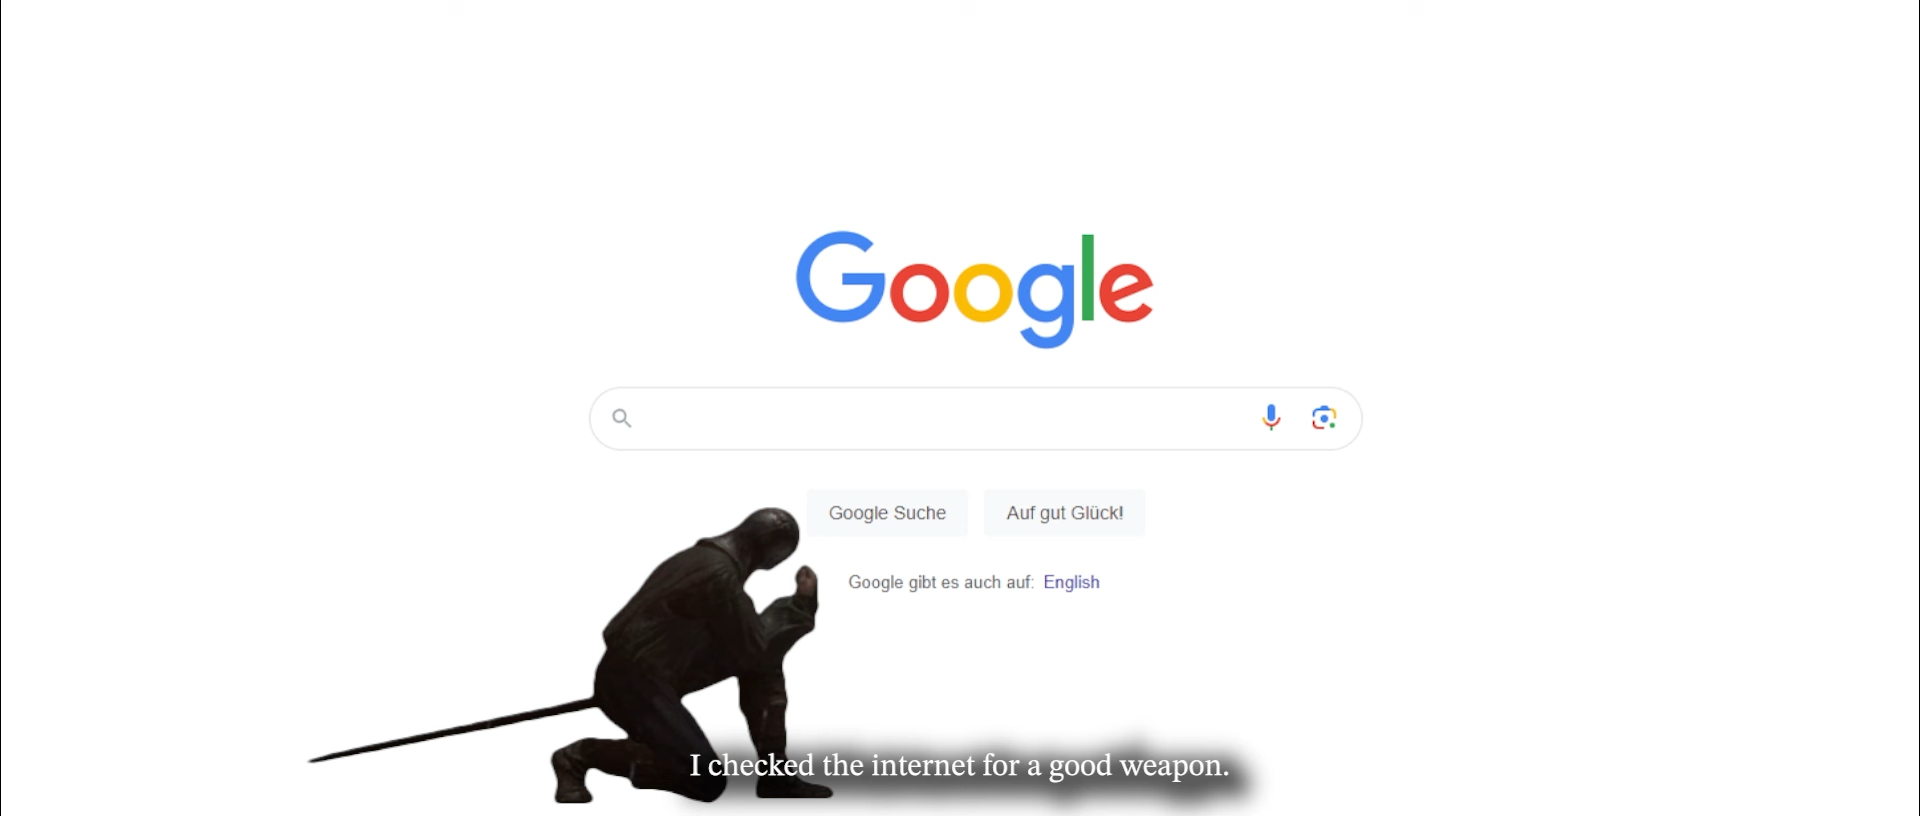 Google
Google Suche
Auf gut Glück!
Google gibt es auch auf: English
I checked the internet for a good weapon.